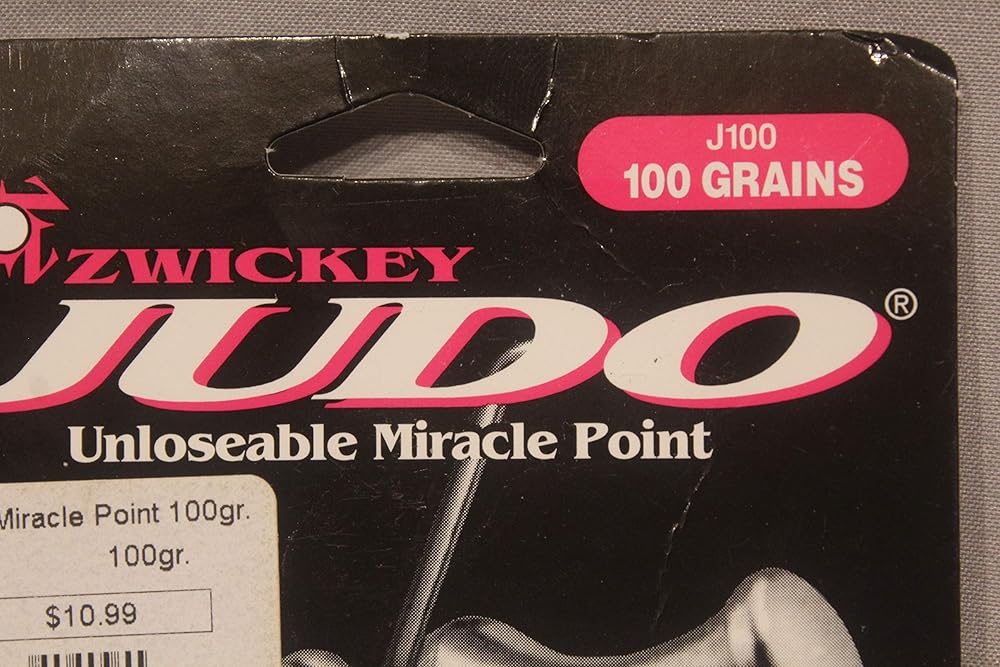 J100
100 GRAINS
ZWICKEY
JUDO®
Unloseable Miracle Point
Miracle Point 100gr.
100gr.
$10.99